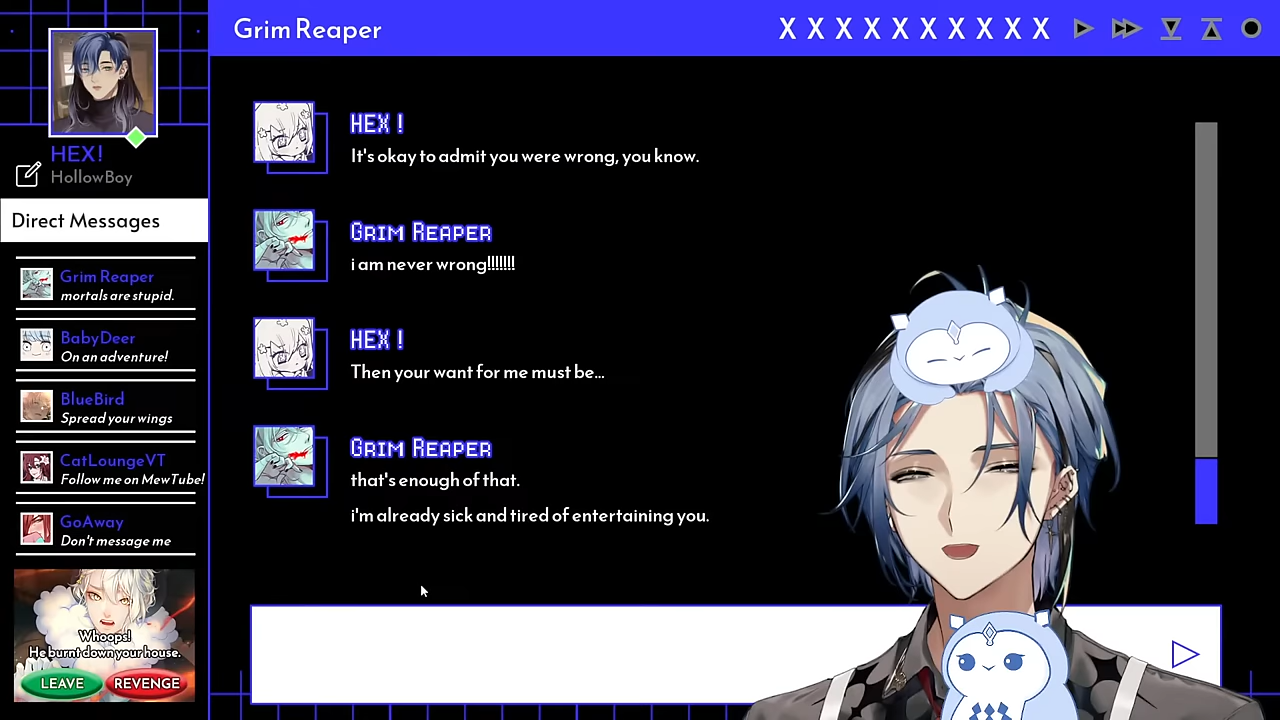 Grim Reaper
X X X X X X X X X X
HEX!
HollowBoy
Direct Messages
Grim Reaper
mortals are stupid.
BabyDeer
On an adventure!
BlueBird
Spread your wings
CatLoungeVT
Follow me on MewTube!
GoAway
Don't message me
Whoops!
He burnt down your house.
LEAVE
REVENGE
HEX !
It's okay to admit you were wrong, you know.
Grim Reaper
i am never wrong!!!!!!!
HEX !
Then your want for me must be...
Grim Reaper
that's enough of that.
i'm already sick and tired of entertaining you.